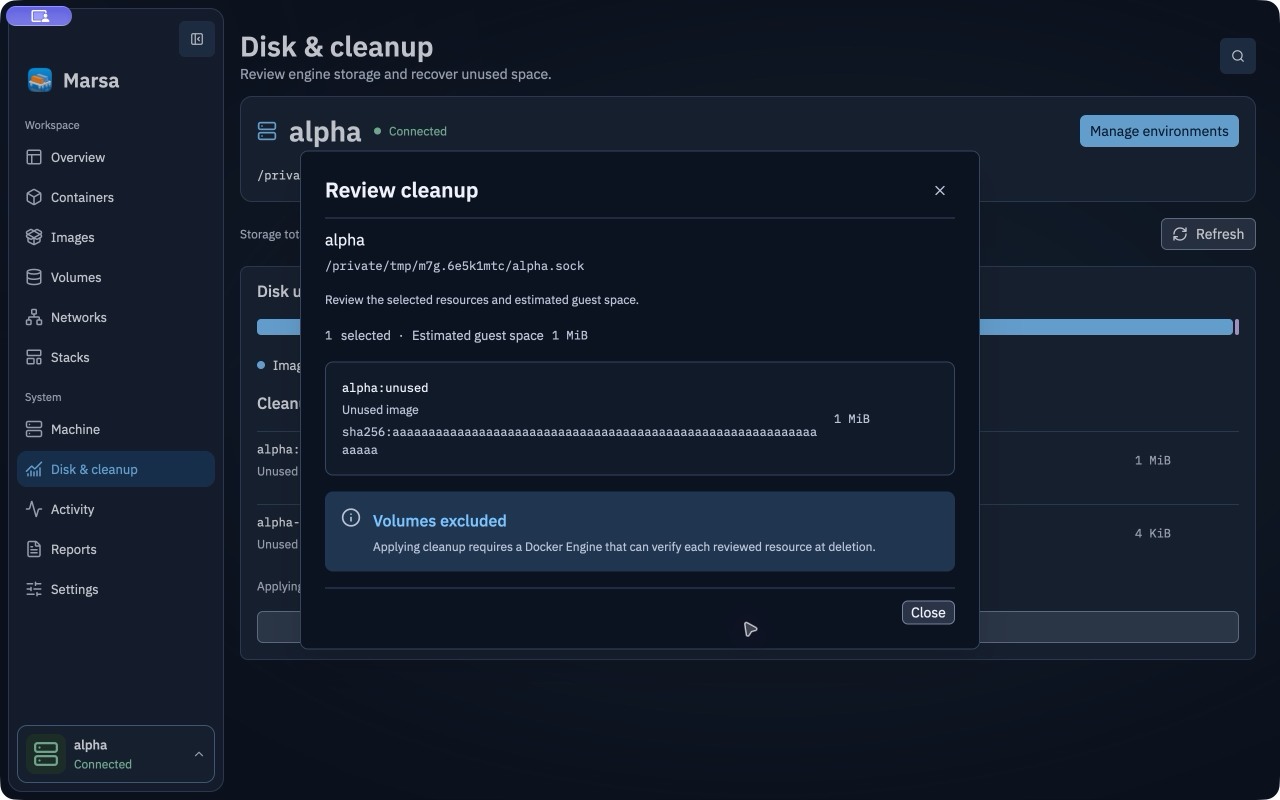 Marsa
Workspace
Overview
Containers
Images
Volumes
Networks
Stacks
System
Machine
Disk & cleanup
Activity
Reports
Settings
alpha
Connected
Disk & cleanup
Review engine storage and recover unused space.
alpha
Connected
Manage environments
/priva
Storage tot
Refresh
Disk u
Imag
Clean
alpha:
Unused
1 MiB
alpha-
Unused
4 KiB
Applying
Review cleanup
alpha
/private/tmp/m7g.6e5k1mtc/alpha.sock
Review the selected resources and estimated guest space.
1 selected · Estimated guest space 1 MiB
alpha:unused
Unused image
sha256:aaaaaaaaaaaaaaaaaaaaaaaaaaaaaaaaaaaaaaaaaaaaaaaaaaaaaaaaaaa
aaaaa
1 MiB
Volumes excluded
Applying cleanup requires a Docker Engine that can verify each reviewed resource at deletion.
Close